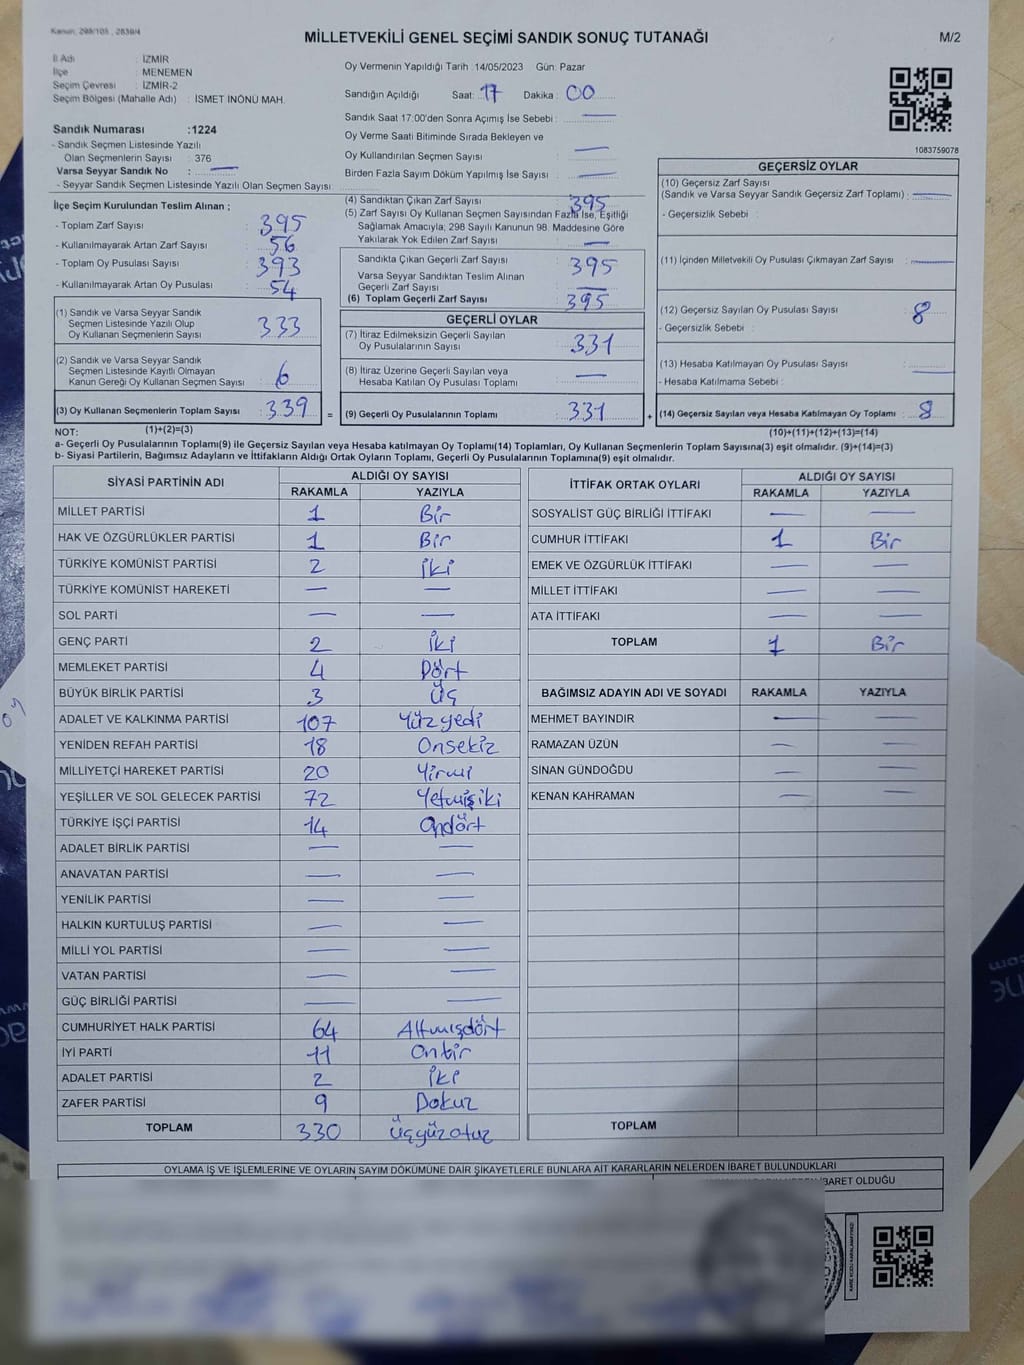 Kanun, 298/105 , 2839/4
MİLLETVEKİLİ GENEL SEÇİMİ SANDIK SONUÇ TUTANAĞI
M/2
İl Adı : İZMİR
İlçe : MENEMEN
Seçim Çevresi : İZMİR-2
Seçim Bölgesi (Mahalle Adı) : İSMET İNÖNÜ MAH.
Sandık Numarası :1224
- Sandık Seçmen Listesinde Yazılı
Olan Seçmenlerin Sayısı : 376
Varsa Seyyar Sandık No : —
- Seyyar Sandık Seçmen Listesinde Yazılı Olan Seçmen Sayısı :
Oy Vermenin Yapıldığı Tarih :14/05/2023 Gün: Pazar
Sandığın Açıldığı Saat: 17 Dakika : 00
Sandık Saat 17:00'den Sonra Açımış İse Sebebi : —
Oy Verme Saati Bitiminde Sırada Bekleyen ve
Oy Kullandırılan Seçmen Sayısı : —
Birden Fazla Sayım Döküm Yapılmış İse Sayısı : —
1083759078
İlçe Seçim Kurulundan Teslim Alınan ;
- Toplam Zarf Sayısı : 395
- Kullanılmayarak Artan Zarf Sayısı : 56
- Toplam Oy Pusulası Sayısı : 393
- Kullanılmayarak Artan Oy Pusulası : 54
(1) Sandık ve Varsa Seyyar Sandık
Seçmen Listesinde Yazılı Olup
Oy Kullanan Seçmenlerin Sayısı : 333
(2) Sandık ve Varsa Seyyar Sandık
Seçmen Listesinde Kayıtlı Olmayan
Kanun Gereği Oy Kullanan Seçmen Sayısı : 6
(3) Oy Kullanan Seçmenlerin Toplam Sayısı : 339 =
(1)+(2)=(3)
(4) Sandıktan Çıkan Zarf Sayısı : 395
(5) Zarf Sayısı Oy Kullanan Seçmen Sayısından Fazla İse, Eşitliği
Sağlamak Amacıyla; 298 Sayılı Kanunun 98. Maddesine Göre
Yakılarak Yok Edilen Zarf Sayısı : —
Sandıkta Çıkan Geçerli Zarf Sayısı : 395
Varsa Seyyar Sandıktan Teslim Alınan
Geçerli Zarf Sayısı : —
(6) Toplam Geçerli Zarf Sayısı : 395
GEÇERLİ OYLAR
(7) İtiraz Edilmeksizin Geçerli Sayılan
Oy Pusulalarının Sayısı : 331
(8) İtiraz Üzerine Geçerli Sayılan veya
Hesaba Katılan Oy Pusulası Toplamı : —
(9) Geçerli Oy Pusulalarının Toplamı : 331 +
GEÇERSİZ OYLAR
(10) Geçersiz Zarf Sayısı
(Sandık ve Varsa Seyyar Sandık Geçersiz Zarf Toplamı) : —
- Geçersizlik Sebebi :
(11) İçinden Milletvekili Oy Pusulası Çıkmayan Zarf Sayısı : —
(12) Geçersiz Sayılan Oy Pusulası Sayısı : 8
- Geçersizlik Sebebi :
(13) Hesaba Katılmayan Oy Pusulası Sayısı : —
- Hesaba Katılmama Sebebi :
(14) Geçersiz Sayılan veya Hesaba Katılmayan Oy Toplamı : 8
(10)+(11)+(12)+(13)=(14)
NOT:
a- Geçerli Oy Pusulalarının Toplamı(9) ile Geçersiz Sayılan veya Hesaba katılmayan Oy Toplamı(14) Toplamları, Oy Kullanan Seçmenlerin Toplam Sayısına(3) eşit olmalıdır. (9)+(14)=(3)
b- Siyasi Partilerin, Bağımsız Adayların ve İttifakların Aldığı Ortak Oyların Toplamı, Geçerli Oy Pusulalarının Toplamına(9) eşit olmalıdır.
SİYASİ PARTİNİN ADI ALDIĞI OY SAYISI
RAKAMLA YAZIYLA
MİLLET PARTİSİ 1 Bir
HAK VE ÖZGÜRLÜKLER PARTİSİ 1 Bir
TÜRKİYE KOMÜNİST PARTİSİ 2 İki
TÜRKİYE KOMÜNİST HAREKETİ — —
SOL PARTİ — —
GENÇ PARTİ 2 İki
MEMLEKET PARTİSİ 4 Dört
BÜYÜK BİRLİK PARTİSİ 3 Üç
ADALET VE KALKINMA PARTİSİ 107 Yüzyedi
YENİDEN REFAH PARTİSİ 18 Onsekiz
MİLLİYETÇİ HAREKET PARTİSİ 20 Yirmi
YEŞİLLER VE SOL GELECEK PARTİSİ 72 Yetmişiki
TÜRKİYE İŞÇİ PARTİSİ 14 Ondört
ADALET BİRLİK PARTİSİ — —
ANAVATAN PARTİSİ — —
YENİLİK PARTİSİ — —
HALKIN KURTULUŞ PARTİSİ — —
MİLLİ YOL PARTİSİ — —
VATAN PARTİSİ — —
GÜÇ BİRLİĞİ PARTİSİ — —
CUMHURİYET HALK PARTİSİ 64 Altmışdört
İYİ PARTİ 11 Onbir
ADALET PARTİSİ 2 İki
ZAFER PARTİSİ 9 Dokuz
TOPLAM 330 Üçyüzotuz
İTTİFAK ORTAK OYLARI ALDIĞI OY SAYISI
RAKAMLA YAZIYLA
SOSYALİST GÜÇ BİRLİĞİ İTTİFAKI — —
CUMHUR İTTİFAKI 1 Bir
EMEK VE ÖZGÜRLÜK İTTİFAKI — —
MİLLET İTTİFAKI — —
ATA İTTİFAKI — —
TOPLAM 1 Bir
BAĞIMSIZ ADAYIN ADI VE SOYADI RAKAMLA YAZIYLA
MEHMET BAYINDIR — —
RAMAZAN ÜZÜN — —
SİNAN GÜNDOĞDU — —
KENAN KAHRAMAN — —
TOPLAM
OYLAMA İŞ VE İŞLEMLERİNE VE OYLARIN SAYIM DÖKÜMÜNE DAİR ŞİKAYETLERLE BUNLARA AİT KARARLARIN NELERDEN İBARET BULUNDUKLARI
İBARET OLDUĞU